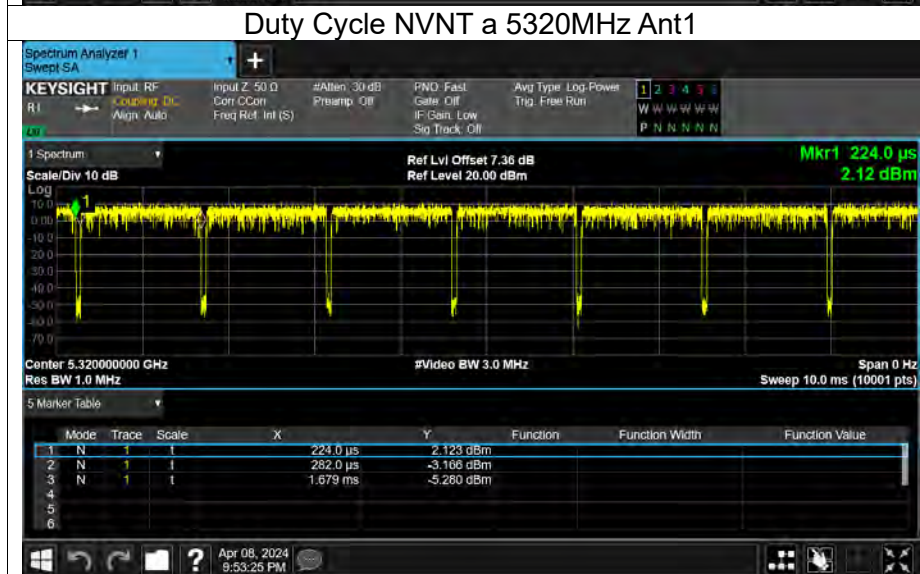 Duty Cycle NVNT a 5320MHz Ant1
Spectrum Analyzer 1
Swept SA
+
KEYSIGHT Input: RF Input Z: 50 Ω #Atten: 30 dB PNO: Fast Avg Type: Log-Power 1 2 3 4 5 6
Coupling: DC Corr CCorr Preamp: Off Gate: Off Trig: Free Run W W W W W W
Align: Auto Freq Ref: Int (S) IF Gain: Low
Sig Track: Off P N N N N N
1 Spectrum Ref Lvl Offset 7.36 dB Mkr1 224.0 µs
Scale/Div 10 dB Ref Level 20.00 dBm 2.12 dBm
Log
10.0 1
0.00
-10.0
-20.0
-30.0
-40.0
-50.0
-60.0
-70.0
Center 5.320000000 GHz #Video BW 3.0 MHz Span 0 Hz
Res BW 1.0 MHz Sweep 10.0 ms (10001 pts)
5 Marker Table
Mode Trace Scale X Y Function Function Width Function Value
1 N 1 t 224.0 µs 2.123 dBm
2 N 1 t 282.0 µs -3.166 dBm
3 N 1 t 1.679 ms -5.280 dBm
4
5
6
? Apr 08, 2024
9:53:25 PM